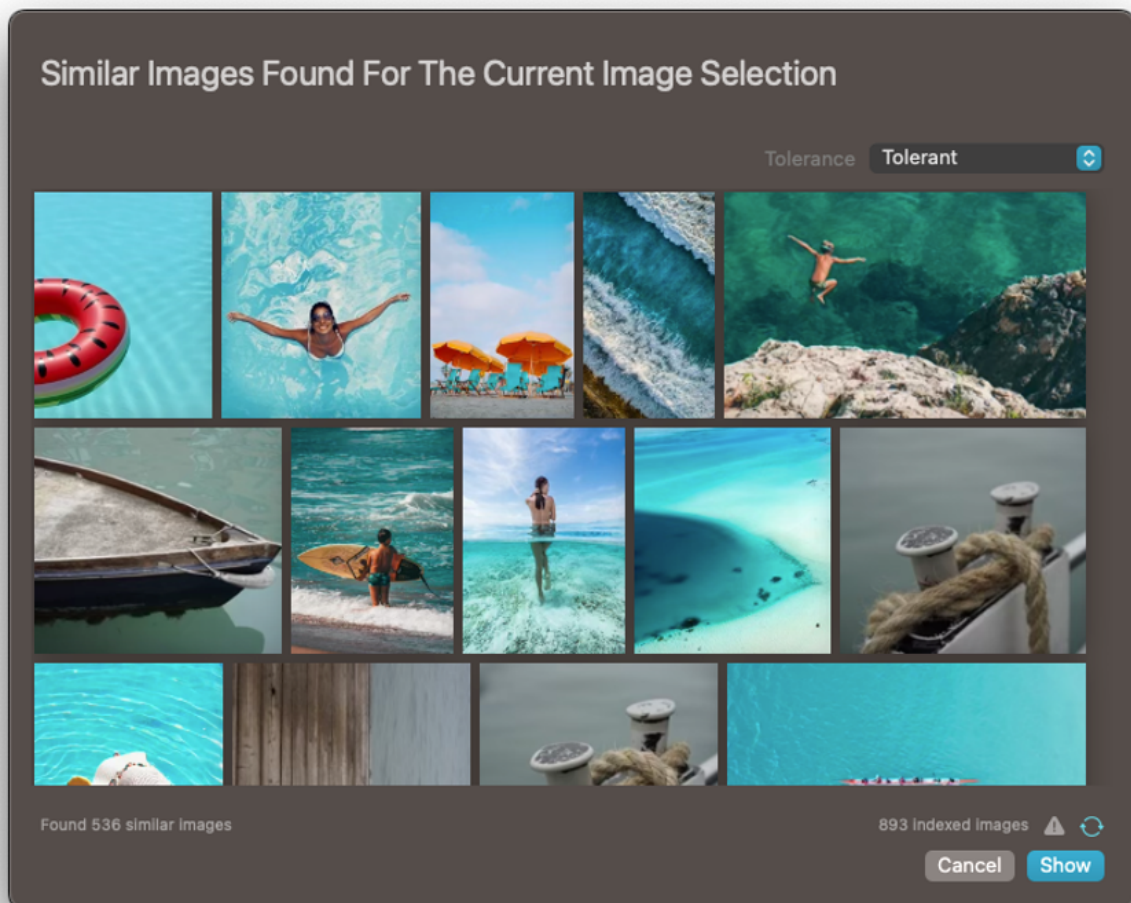 Similar Images Found For The Current Image Selection
Tolerance Tolerant
Found 536 similar images 893 indexed images
Cancel Show